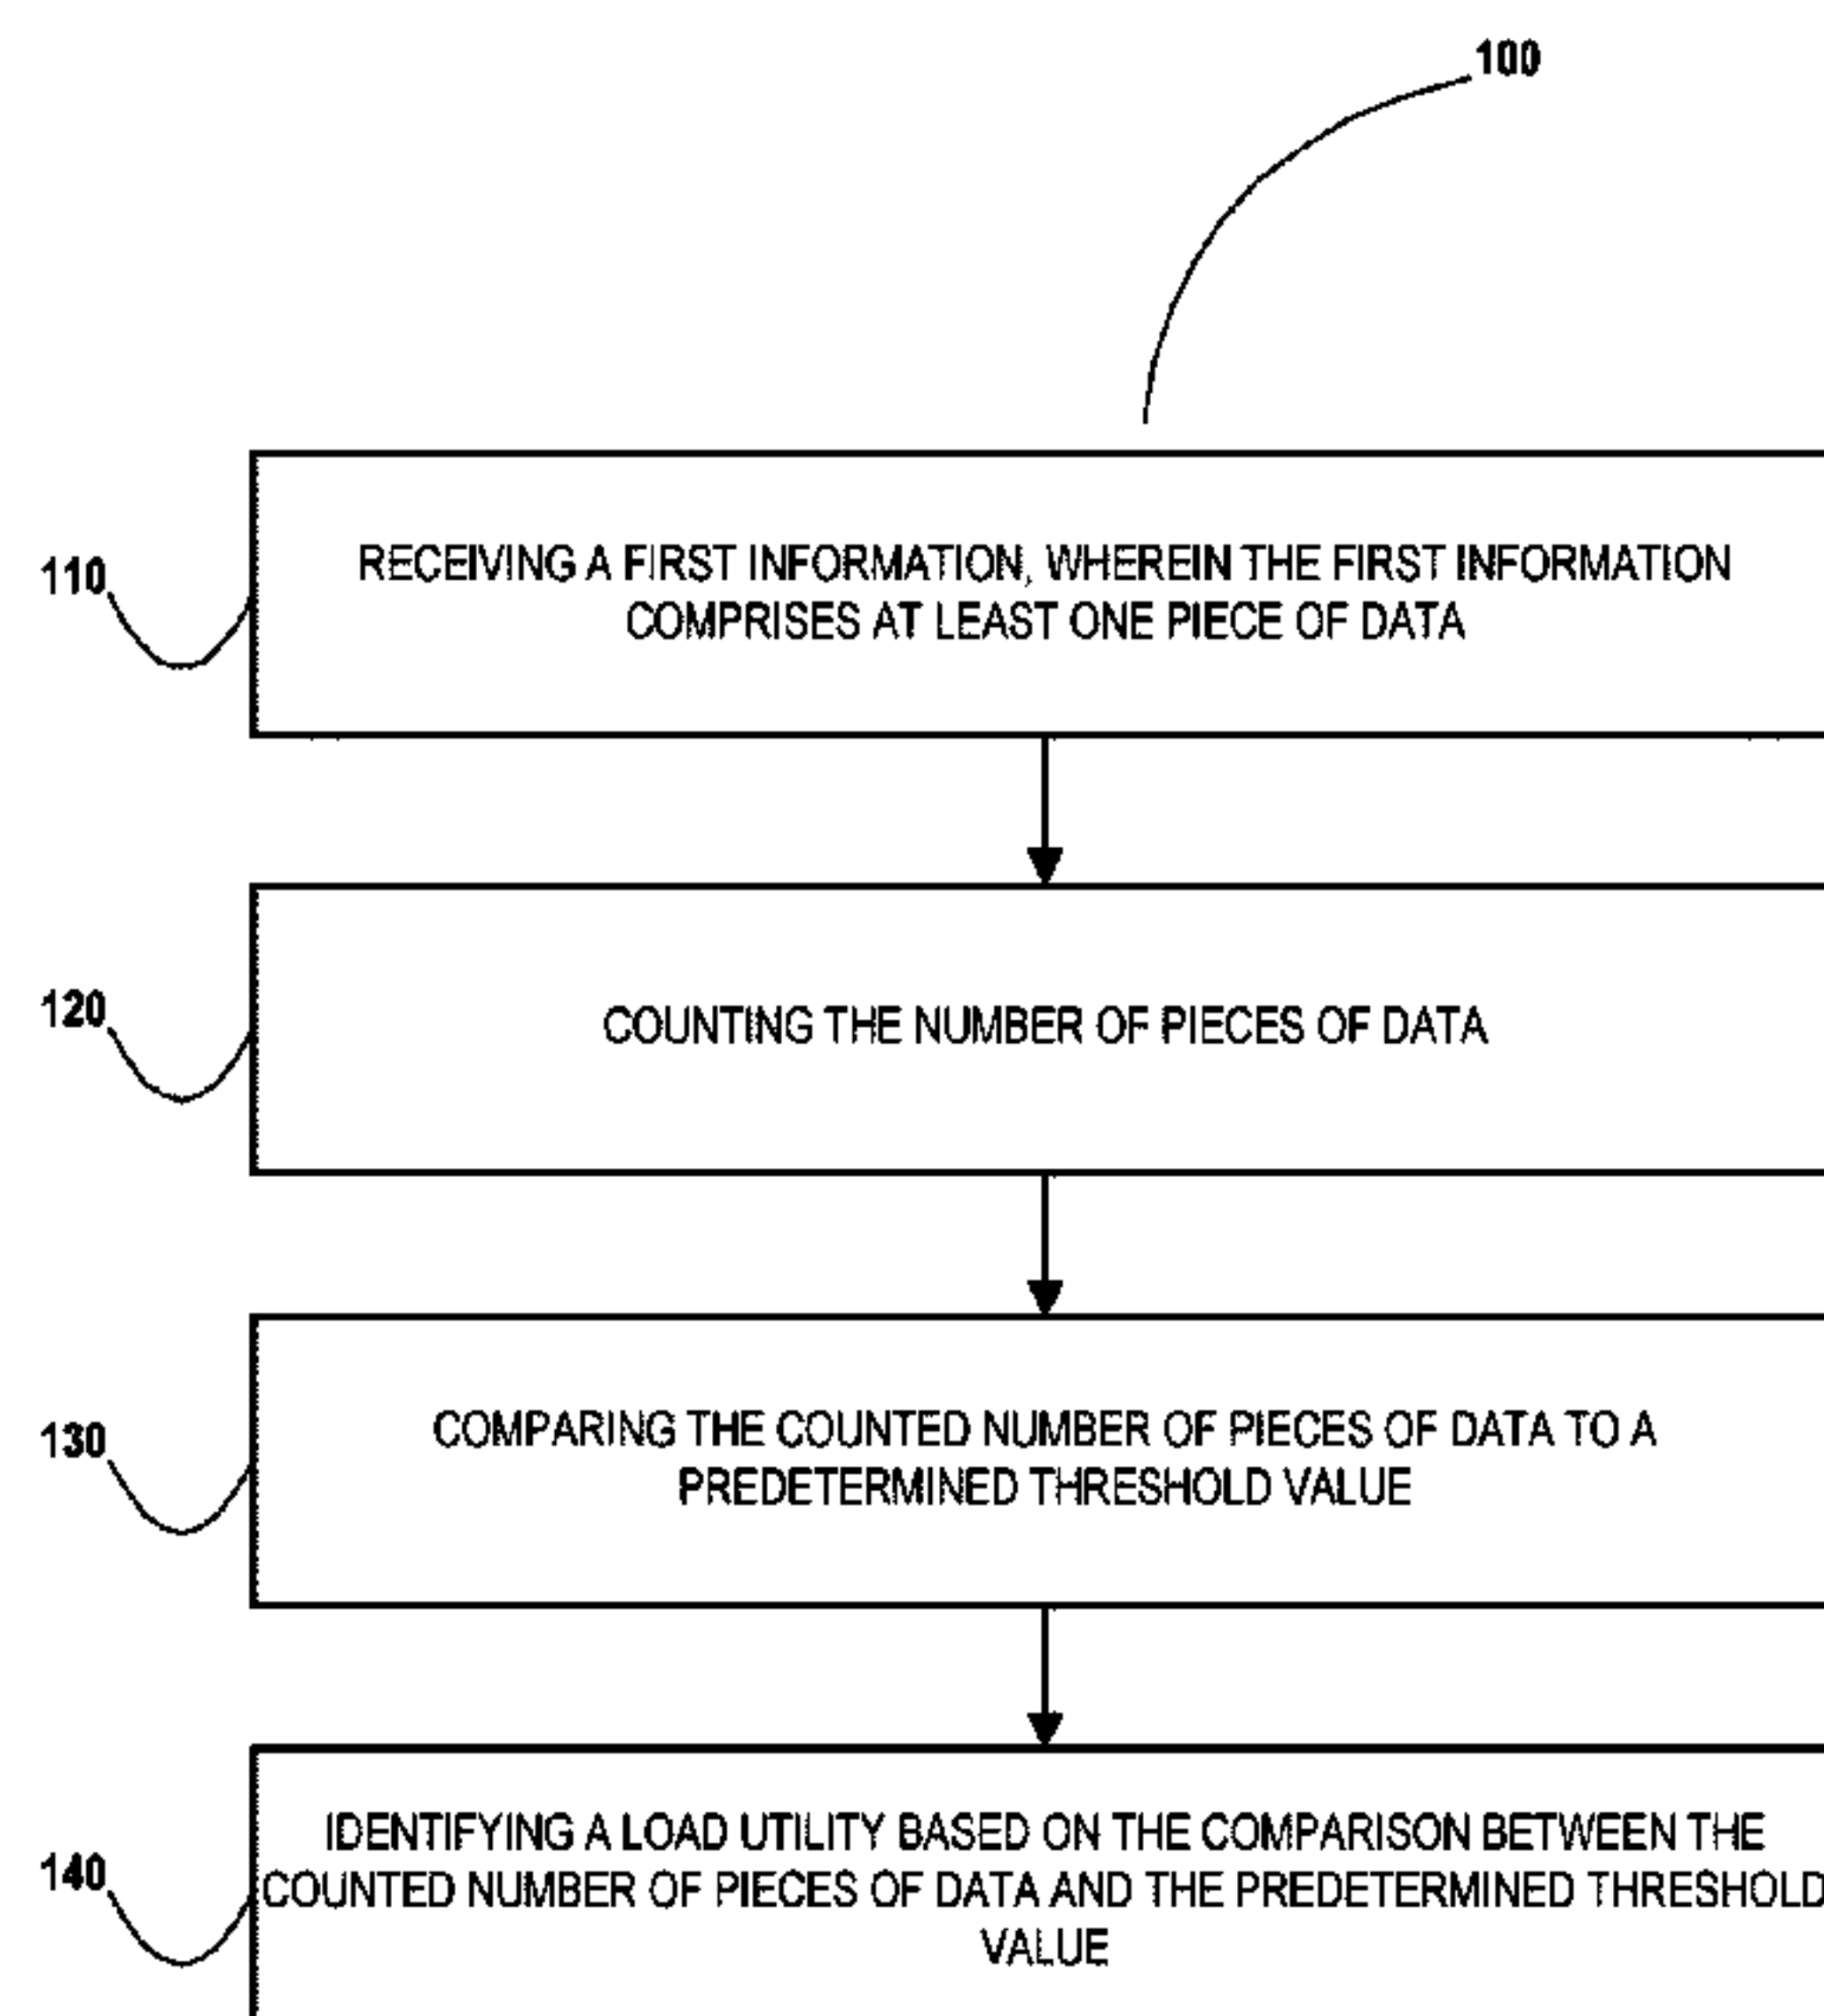 100
110
RECEIVING A FIRST INFORMATION, WHEREIN THE FIRST INFORMATION
COMPRISES AT LEAST ONE PIECE OF DATA
120
COUNTING THE NUMBER OF PIECES OF DATA
130
COMPARING THE COUNTED NUMBER OF PIECES OF DATA TO A
PREDETERMINED THRESHOLD VALUE
140
IDENTIFYING A LOAD UTILITY BASED ON THE COMPARISON BETWEEN THE
COUNTED NUMBER OF PIECES OF DATA AND THE PREDETERMINED THRESHOLD
VALUE